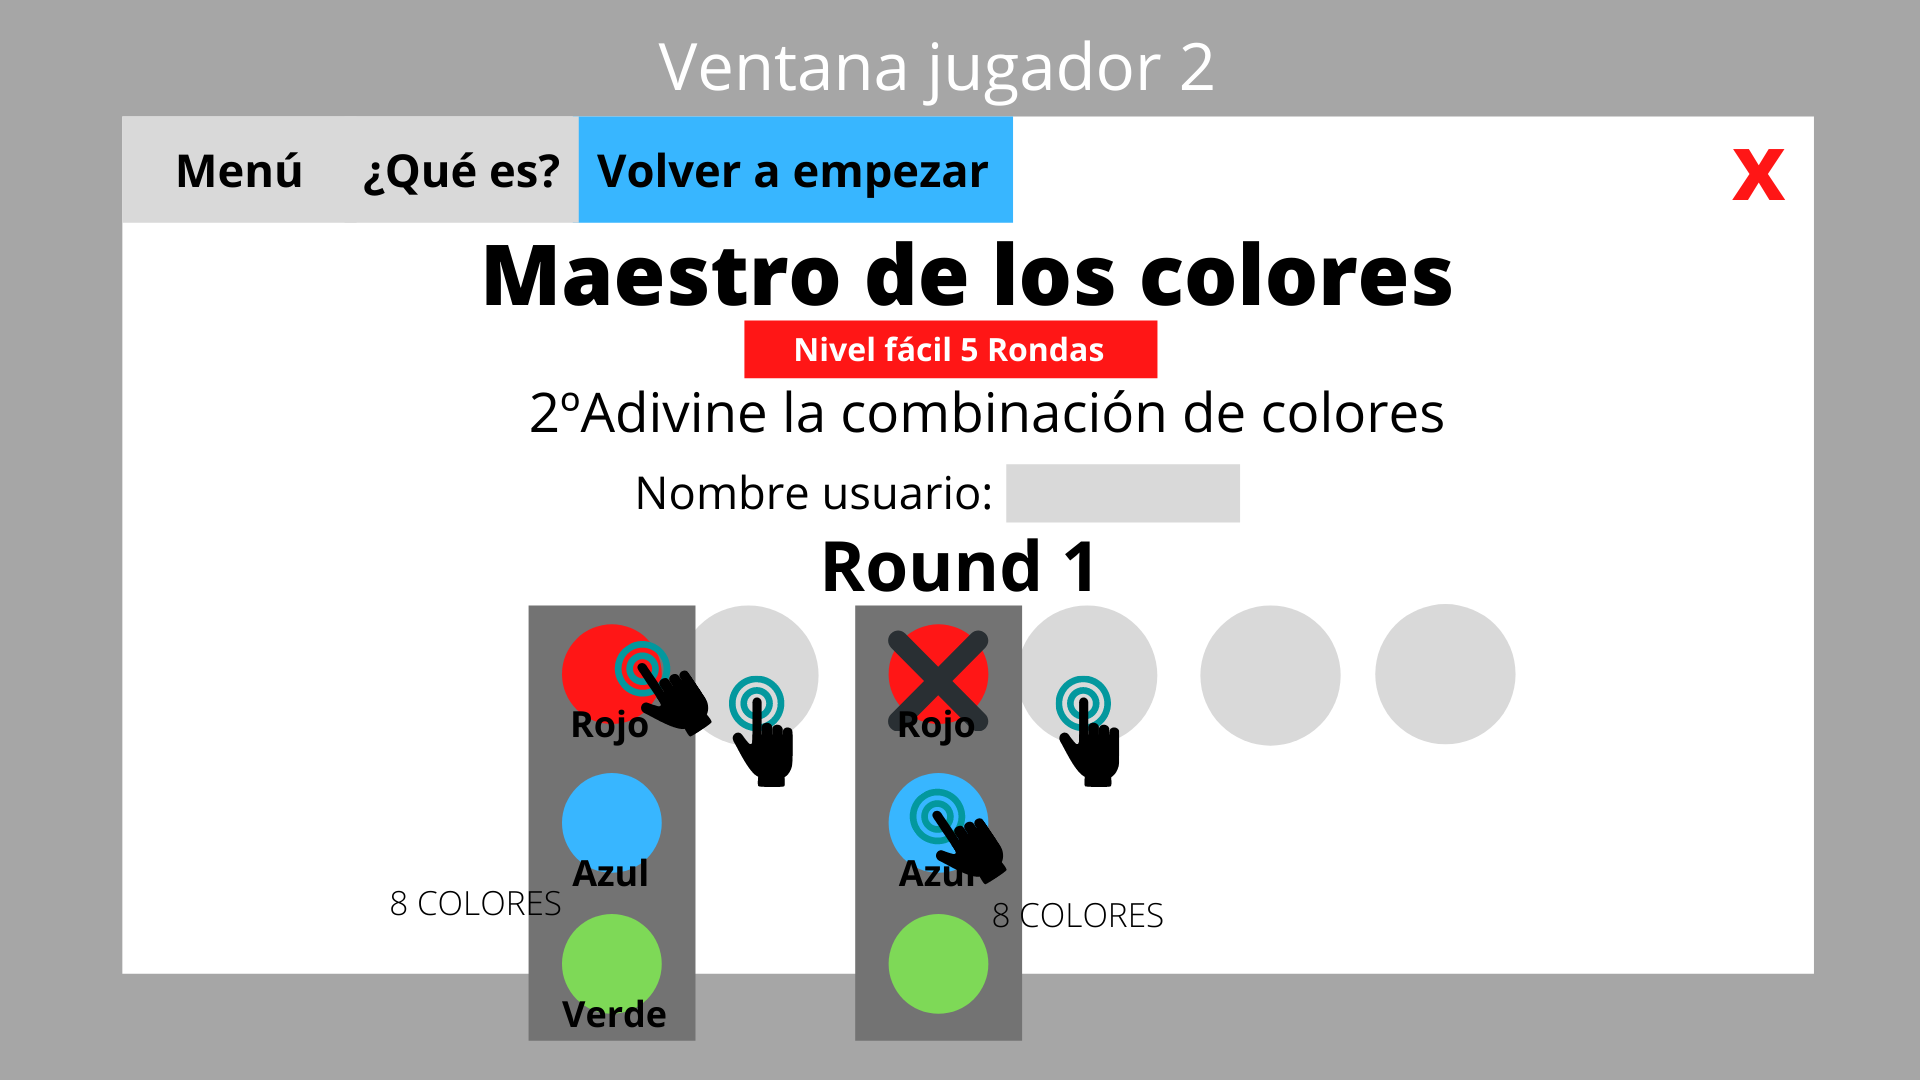 Ventana jugador 2
Menú
¿Qué es?
Volver a empezar
X
Maestro de los colores
Nivel fácil 5 Rondas
2ºAdivine la combinación de colores
Nombre usuario:
Round 1
Rojo
Rojo
Azul
Azul
8 COLORES
8 COLORES
Verde